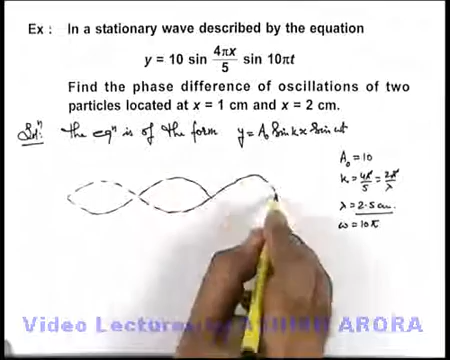 Ex : In a stationary wave described by the equation
y = 10 sin 4πx/5 sin 10πt
Find the phase difference of oscillations of two
particles located at x = 1 cm and x = 2 cm.
Solⁿ: The eqⁿ is of the form y = A₀ Sin kx Sin ωt
A₀ = 10
k = 4π/5 = 2π/λ
λ = 2.5 cm.
ω = 10π
Video Lectures by ASHISH ARORA